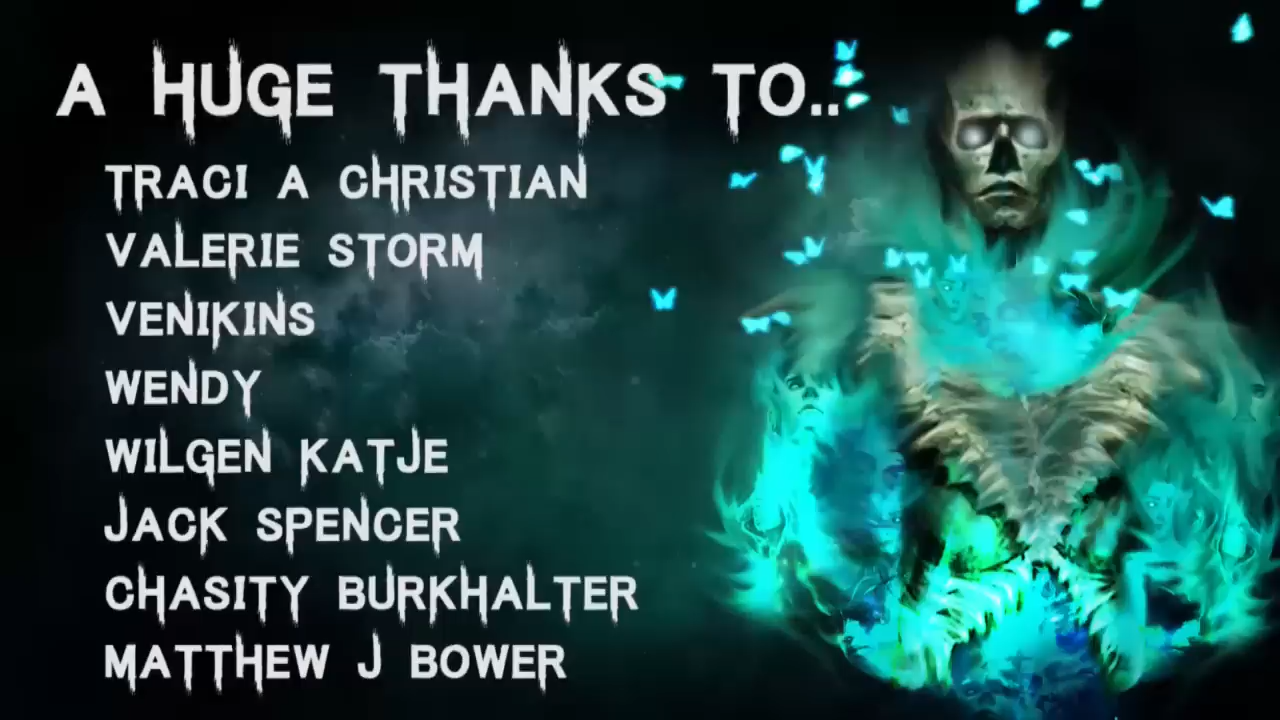 A HUGE THANKS TO..
TRACI A CHRISTIAN
VALERIE STORM
VENIKINS
WENDY
WILGEN KATJE
JACK SPENCER
CHASITY BURKHALTER
MATTHEW J BOWER